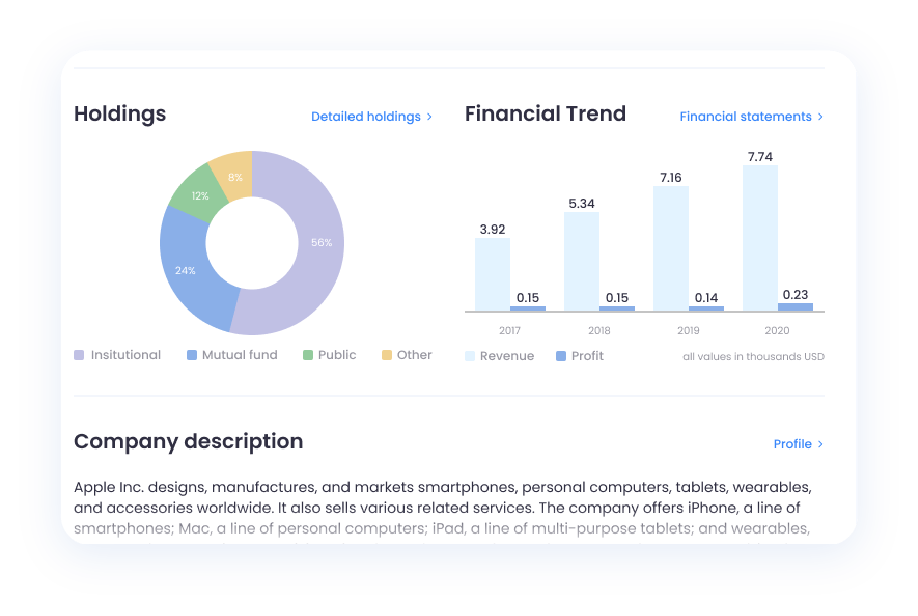 Holdings
Detailed holdings >
8%
12%
56%
24%
Insitutional Mutual fund Public Other
Financial Trend
Financial statements >
7.74
7.16
5.34
3.92
0.15 0.15 0.14 0.23
2017 2018 2019 2020
Revenue Profit
all values in thousands USD
Company description
Profile >
Apple Inc. designs, manufactures, and markets smartphones, personal computers, tablets, wearables,
and accessories worldwide. It also sells various related services. The company offers iPhone, a line of
smartphones; Mac, a line of personal computers; iPad, a line of multi-purpose tablets; and wearables,